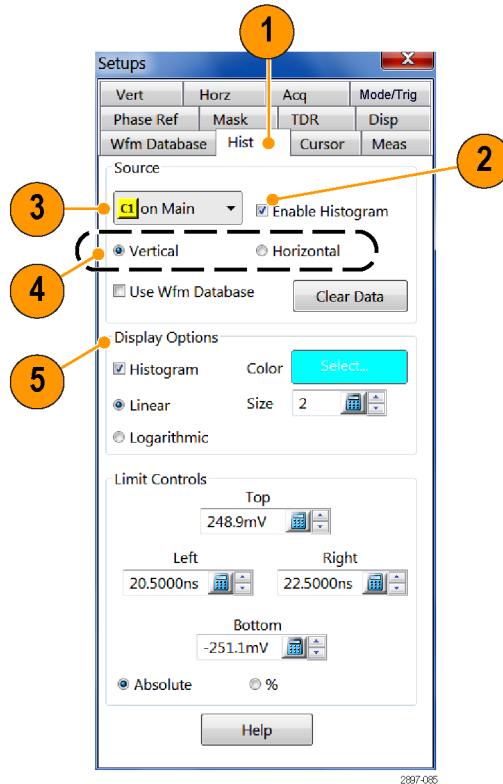 1
Setups
X
Vert Horz Acq Mode/Trig
Phase Ref Mask TDR Disp
Wfm Database Hist Cursor Meas
2
Source
3
C1 on Main
Enable Histogram
4
Vertical Horizontal
Use Wfm Database Clear Data
5
Display Options
Histogram Color Select...
Linear Size 2
Logarithmic
Limit Controls
Top
248.9mV
Left Right
20.5000ns 22.5000ns
Bottom
-251.1mV
Absolute %
Help
2897-085